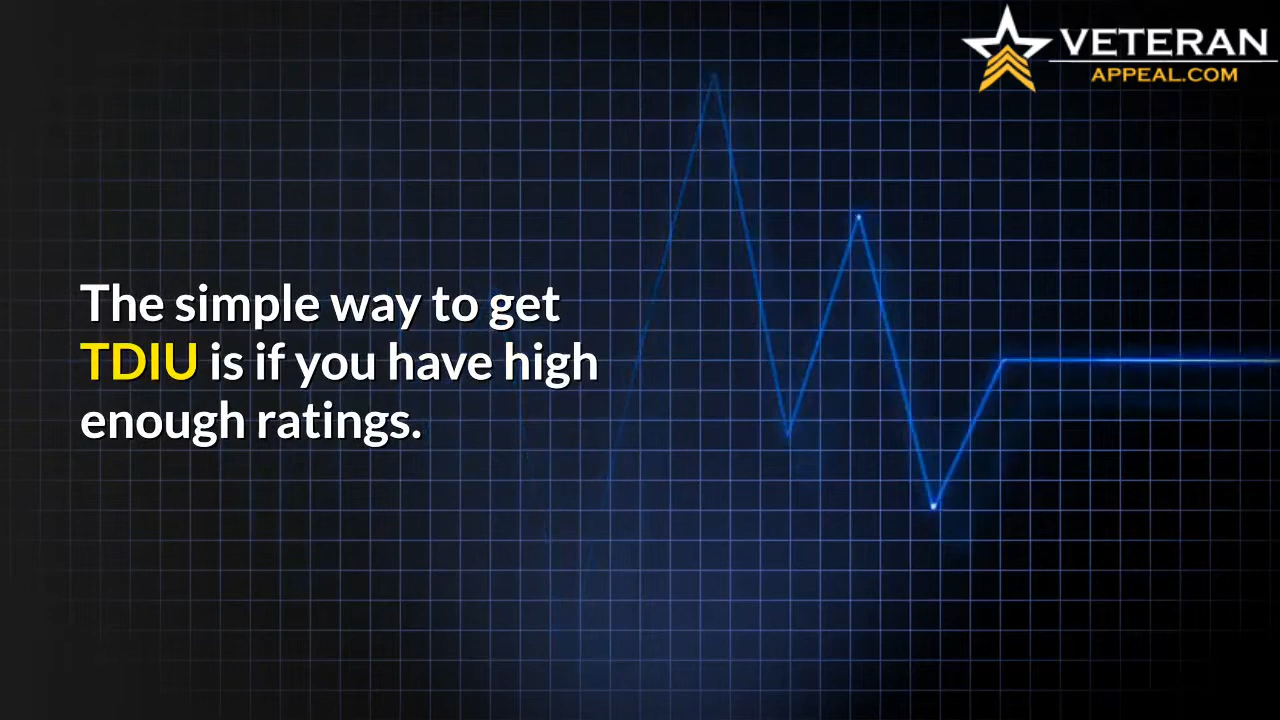 VETERAN
APPEAL.COM
The simple way to get
TDIU is if you have high
enough ratings.